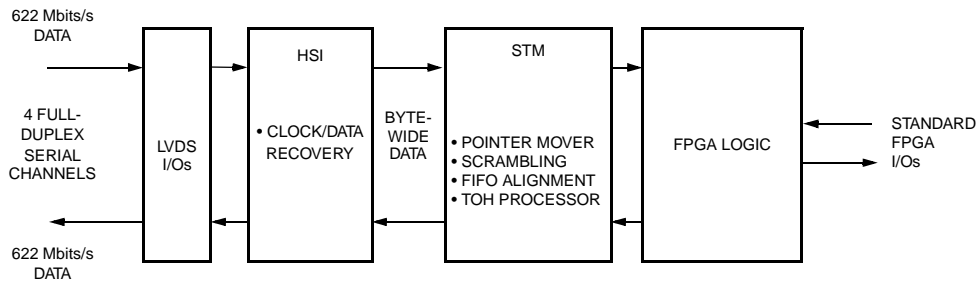 622 Mbits/s
DATA
4 FULL-
DUPLEX
SERIAL
CHANNELS
622 Mbits/s
DATA
LVDS
I/Os
HSI
• CLOCK/DATA
RECOVERY
BYTE-
WIDE
DATA
STM
• POINTER MOVER
• SCRAMBLING
• FIFO ALIGNMENT
• TOH PROCESSOR
FPGA LOGIC
STANDARD
FPGA
I/Os